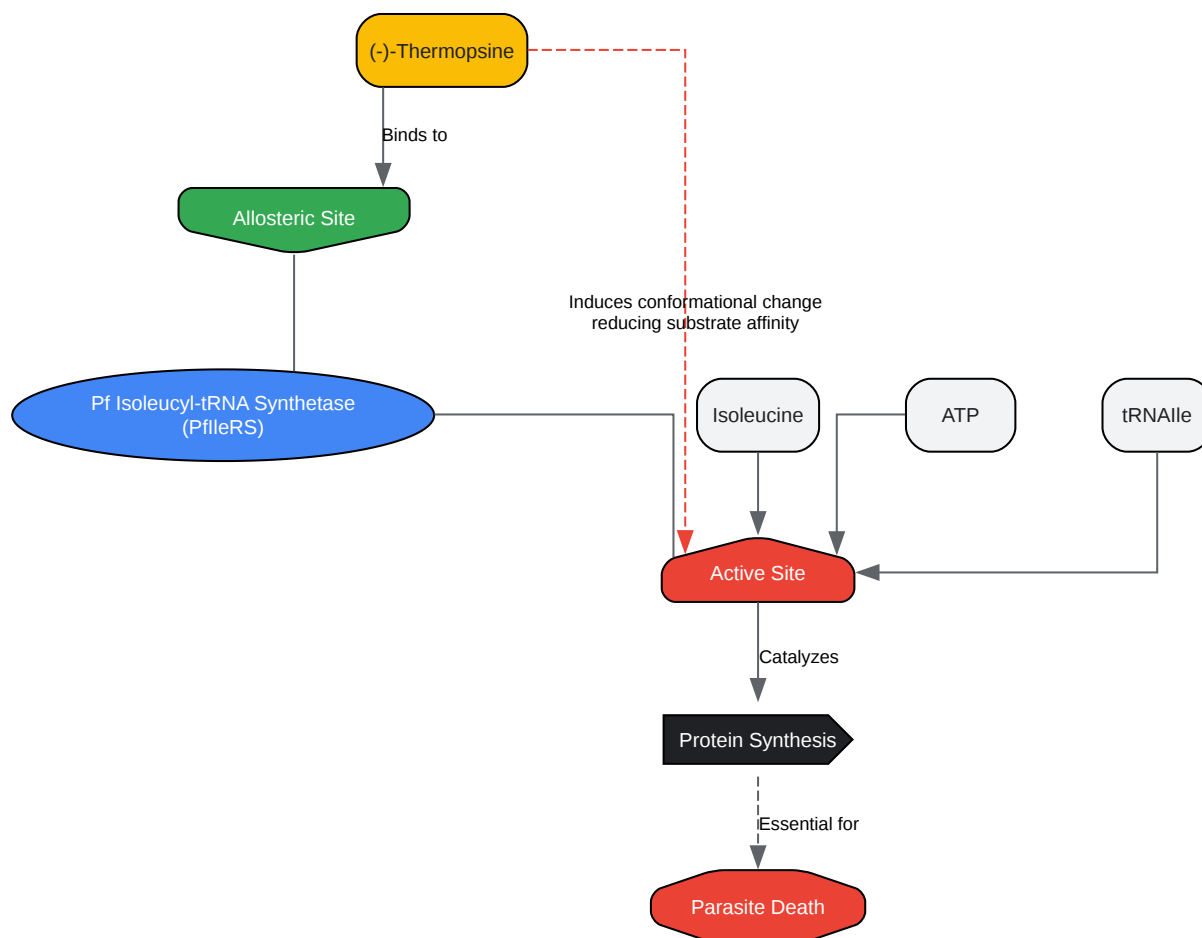 (-)-Thermopsine
Binds to
Allosteric Site
Induces conformational change
reducing substrate affinity
Pf Isoleucyl-tRNA Synthetase
(PfIleRS)
Isoleucine
ATP
tRNAIle
Active Site
Catalyzes
Protein Synthesis
Essential for
Parasite Death